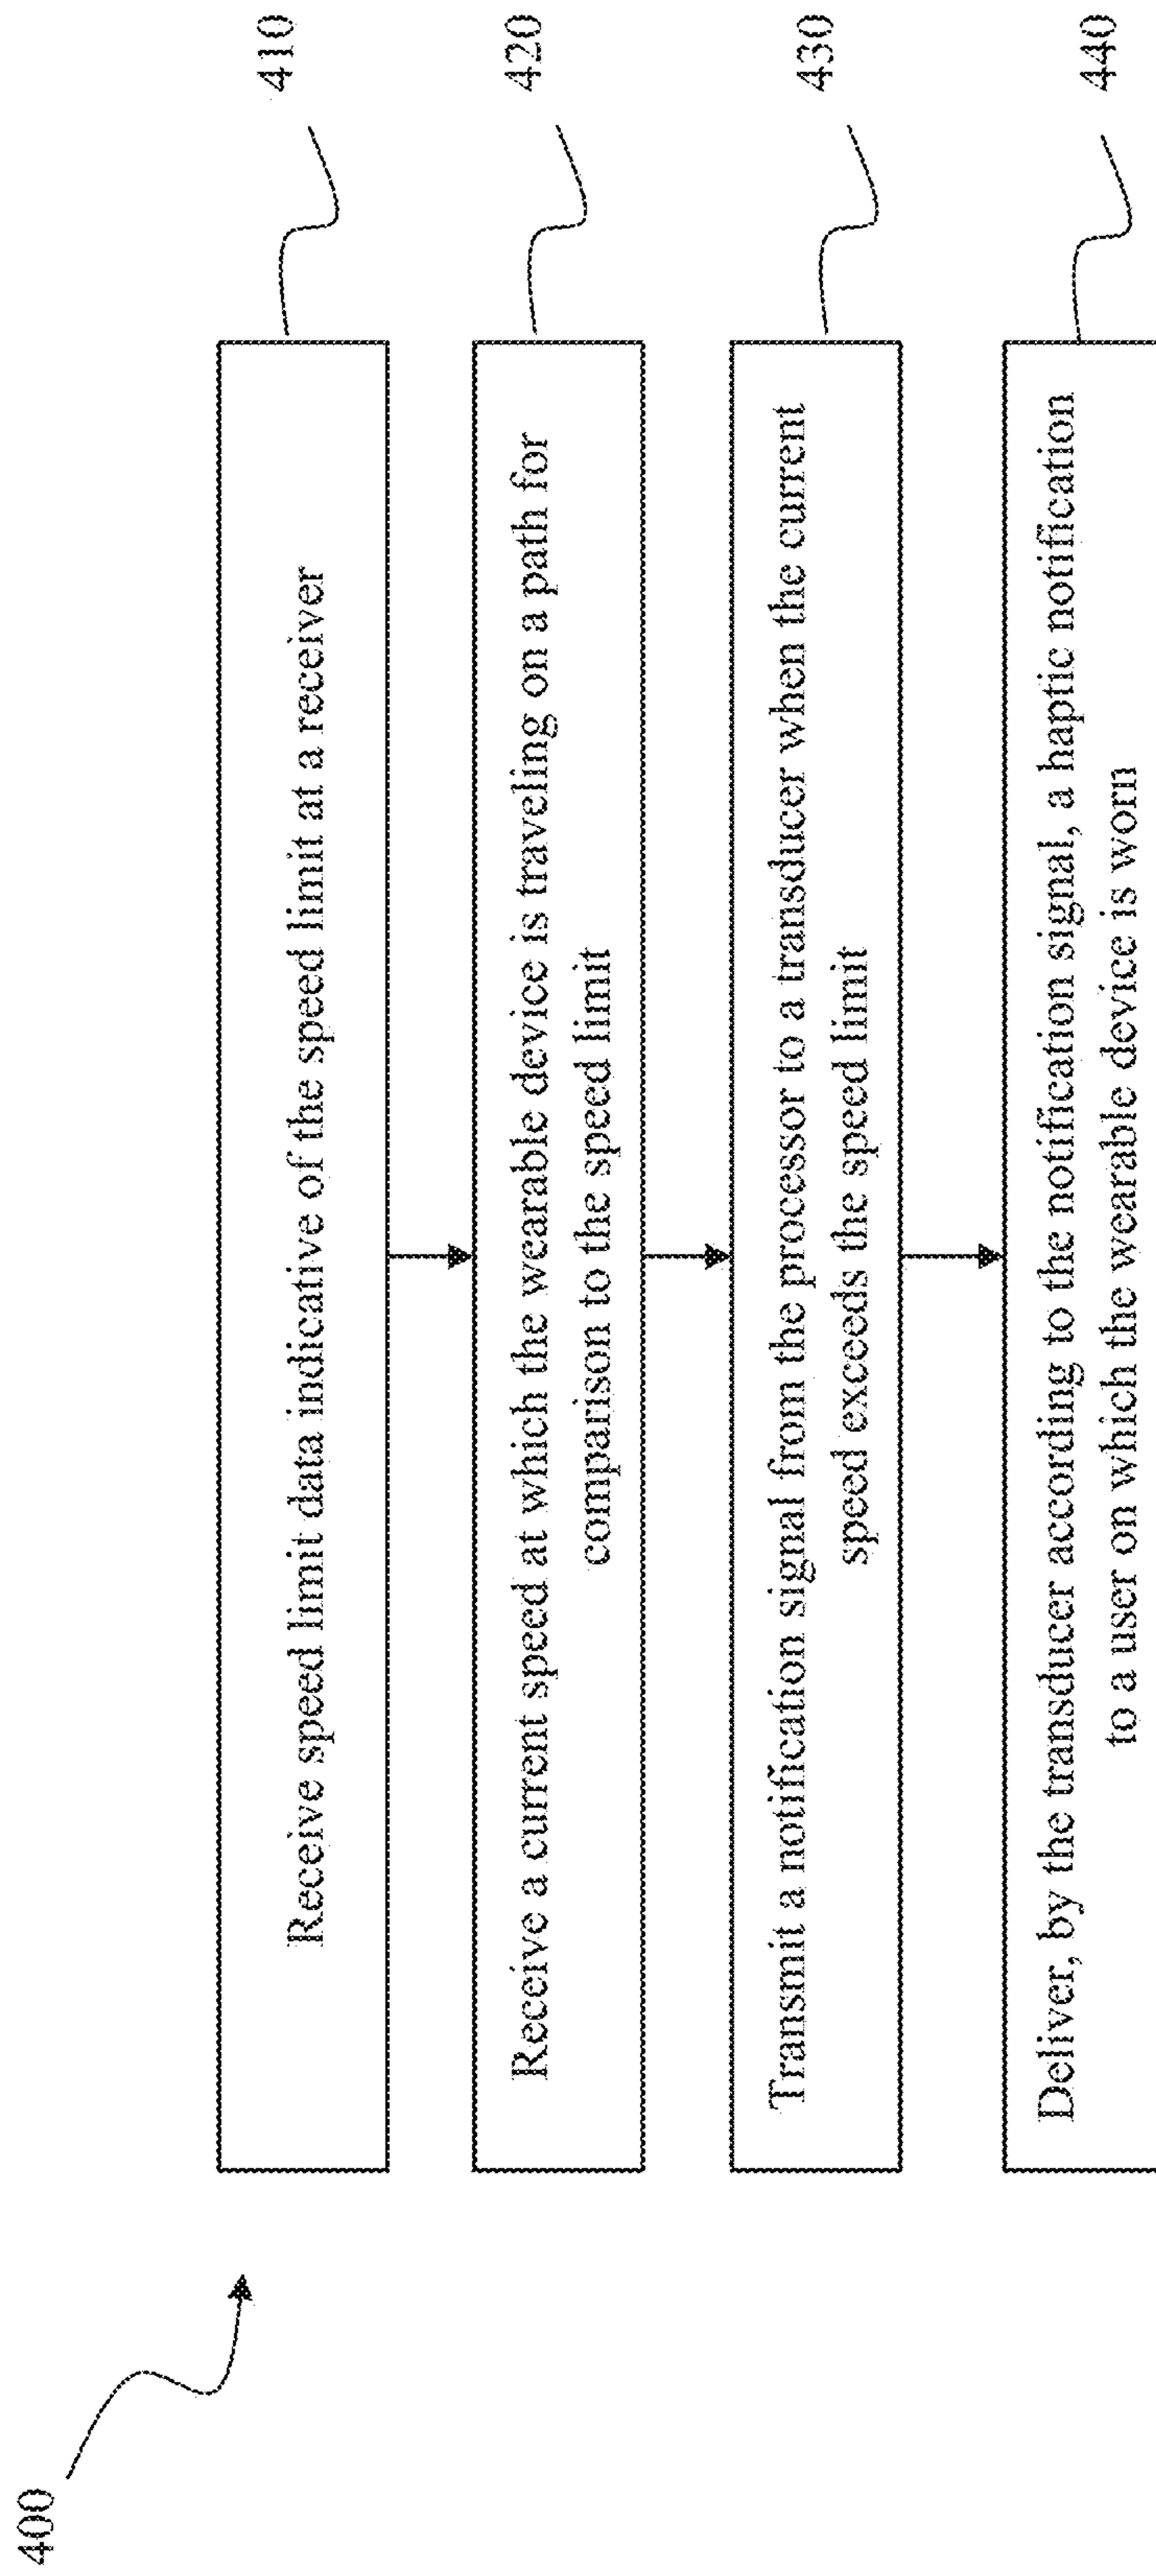 400
Receive speed limit data indicative of the speed limit at a receiver
410
Receive a current speed at which the wearable device is traveling on a path for
comparison to the speed limit
420
Transmit a notification signal from the processor to a transducer when the current
speed exceeds the speed limit
430
Deliver, by the transducer according to the notification signal, a haptic notification
to a user on which the wearable device is worn
440